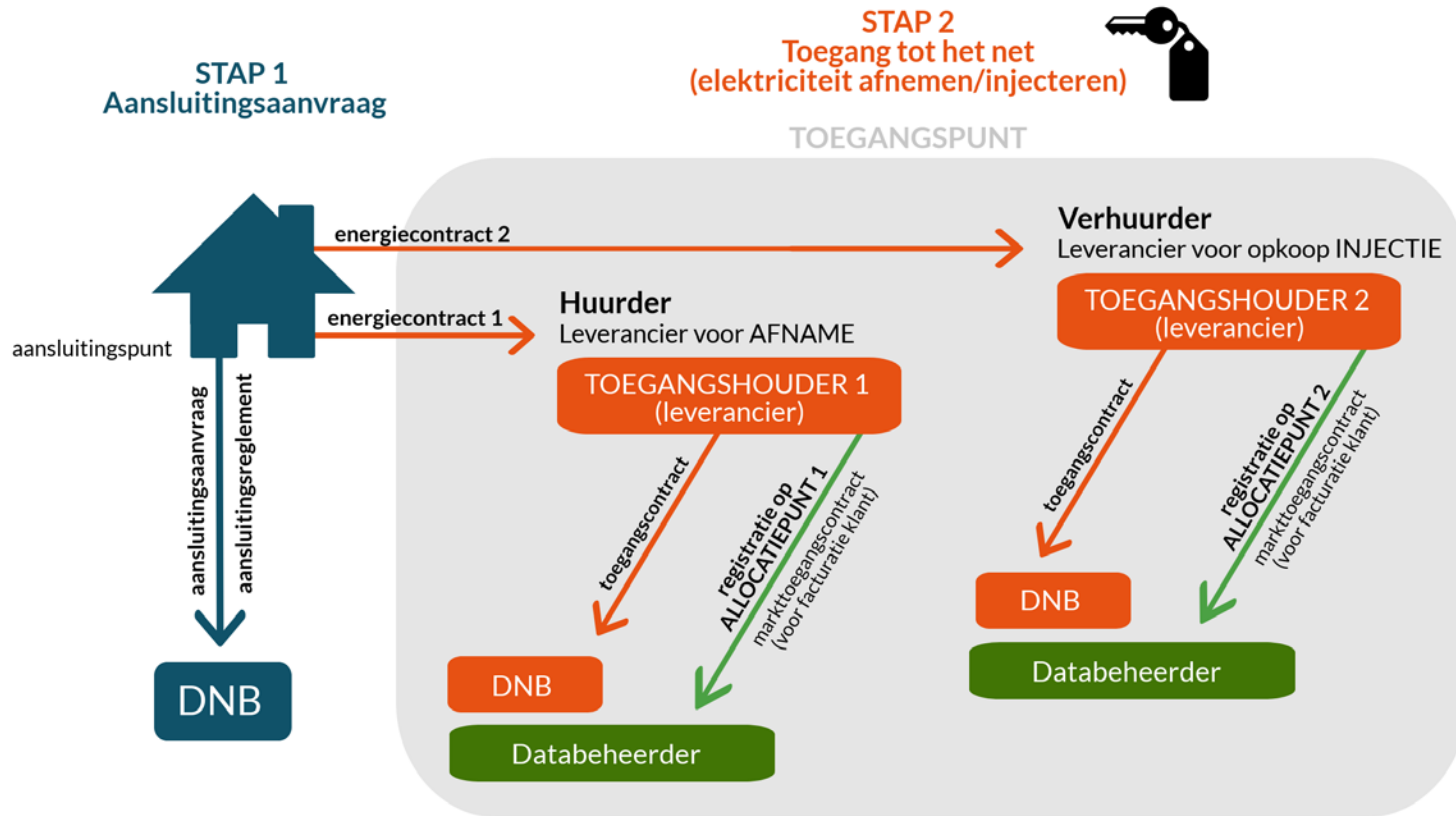 STAP 1
Aansluitingsaanvraag
STAP 2
Toegang tot het net
(elektriciteit afnemen/injecteren)
TOEGANGSPUNT
energiecontract 2
energiecontract 1
aansluitingspunt
aansluitingsaanvraag
aansluitingsreglement
DNB
Huurder
Leverancier voor AFNAME
TOEGANGSHOUDER 1
(leverancier)
toegangscontract
registratie op
ALLOCATIEPUNT 1
markttoegangscontract
(voor facturatie klant)
DNB
Databeheerder
Verhuurder
Leverancier voor opkoop INJECTIE
TOEGANGSHOUDER 2
(leverancier)
toegangscontract
registratie op
ALLOCATIEPUNT 2
markttoegangscontract
(voor facturatie klant)
DNB
Databeheerder